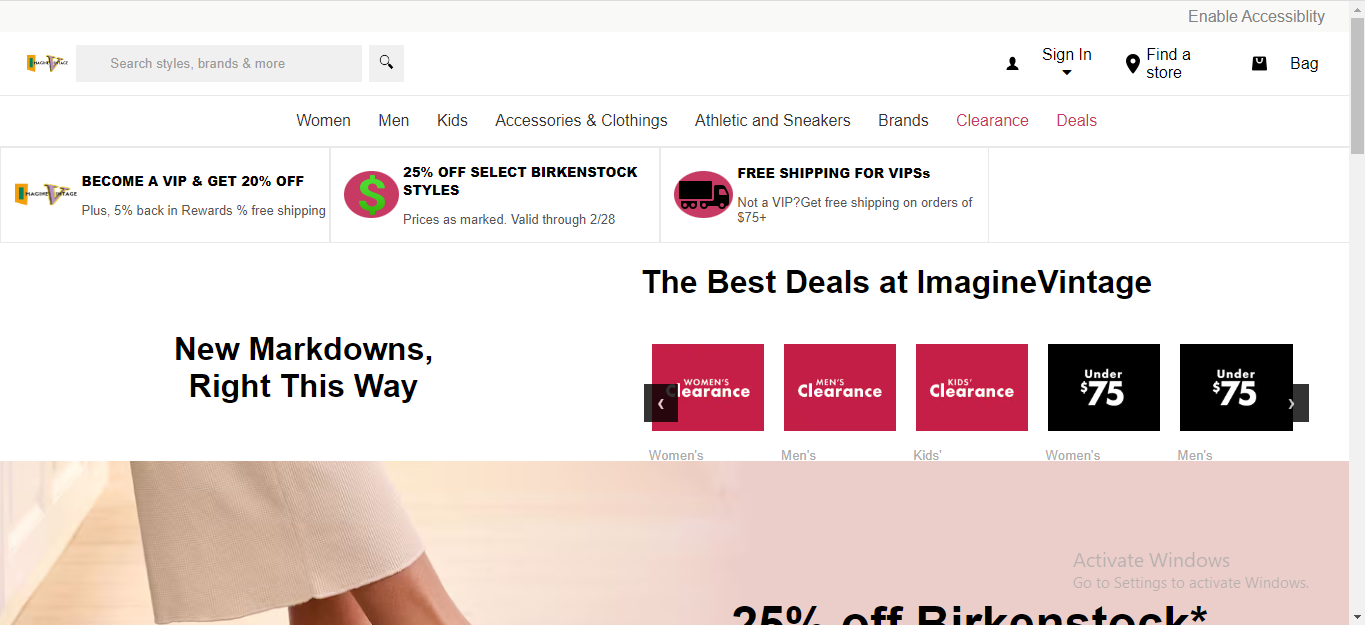 Enable Accessiblity
IMAGINE VINTAGE
Search styles, brands & more
Sign In
Find a
store
Bag
Women Men Kids Accessories & Clothings Athletic and Sneakers Brands Clearance Deals
IMAGINE VINTAGE
BECOME A VIP & GET 20% OFF
Plus, 5% back in Rewards % free shipping
$
25% OFF SELECT BIRKENSTOCK
STYLES
Prices as marked. Valid through 2/28
FREE SHIPPING FOR VIPSs
Not a VIP?Get free shipping on orders of
$75+
New Markdowns,
Right This Way
The Best Deals at ImagineVintage
WOMEN'S
Clearance
MEN'S
Clearance
KIDS'
Clearance
Under
$75
Under
$75
❮ ❯
Women's Men's Kids' Women's Men's
25% off Birkenstock*
Activate Windows
Go to Settings to activate Windows.